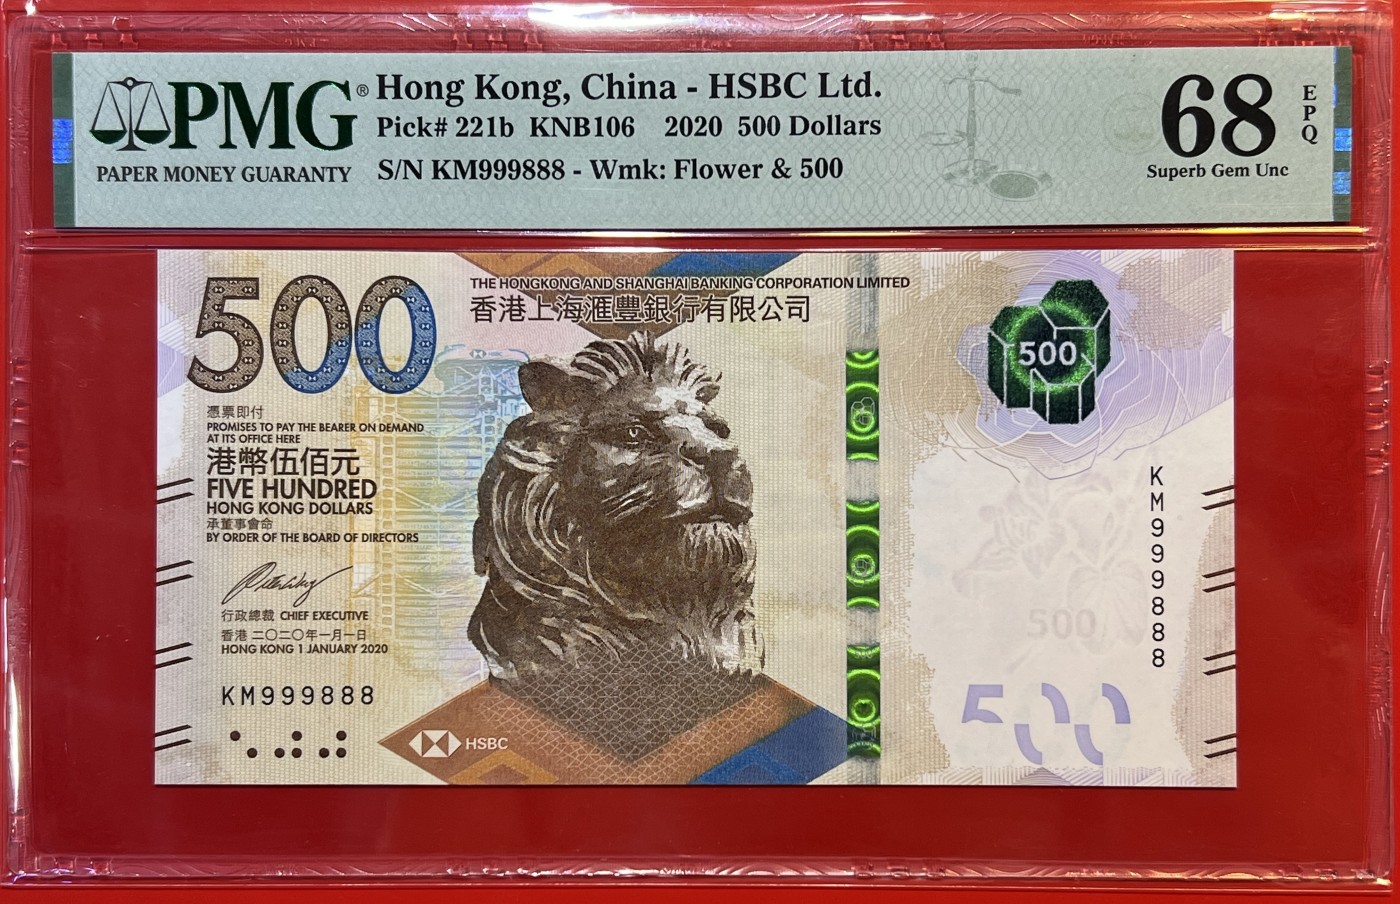 PMG®
PAPER MONEY GUARANTY
Hong Kong, China - HSBC Ltd.
Pick# 221b KNB106 2020 500 Dollars
S/N KM999888 - Wmk: Flower & 500
68
EPQ
Superb Gem Unc
500
THE HONGKONG AND SHANGHAI BANKING CORPORATION LIMITED
香港上海滙豐銀行有限公司
500
憑票即付
PROMISES TO PAY THE BEARER ON DEMAND
AT ITS OFFICE HERE
港幣伍佰元
FIVE HUNDRED
HONG KONG DOLLARS
承董事會命
BY ORDER OF THE BOARD OF DIRECTORS
行政總裁 CHIEF EXECUTIVE
香港 二〇二〇年一月一日
HONG KONG 1 JANUARY 2020
KM999888
HSBC
KM999888
500
500